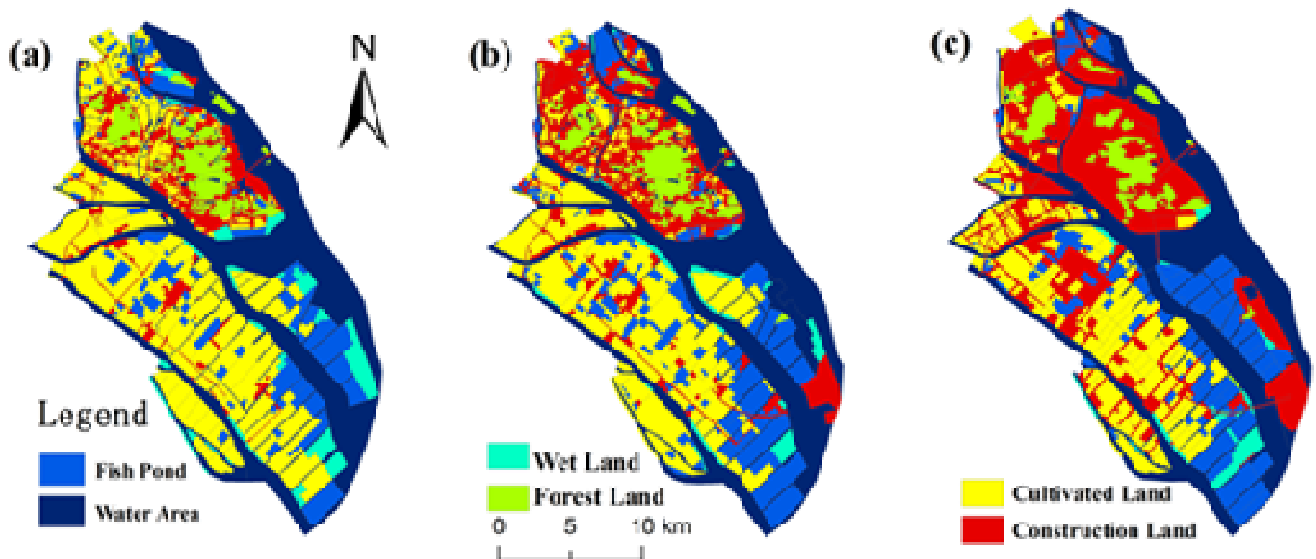 (a)
N
(b)
(c)
Legend
Fish Pond
Water Area
Wet Land
Forest Land
0 5 10 km
Cultivated Land
Construction Land